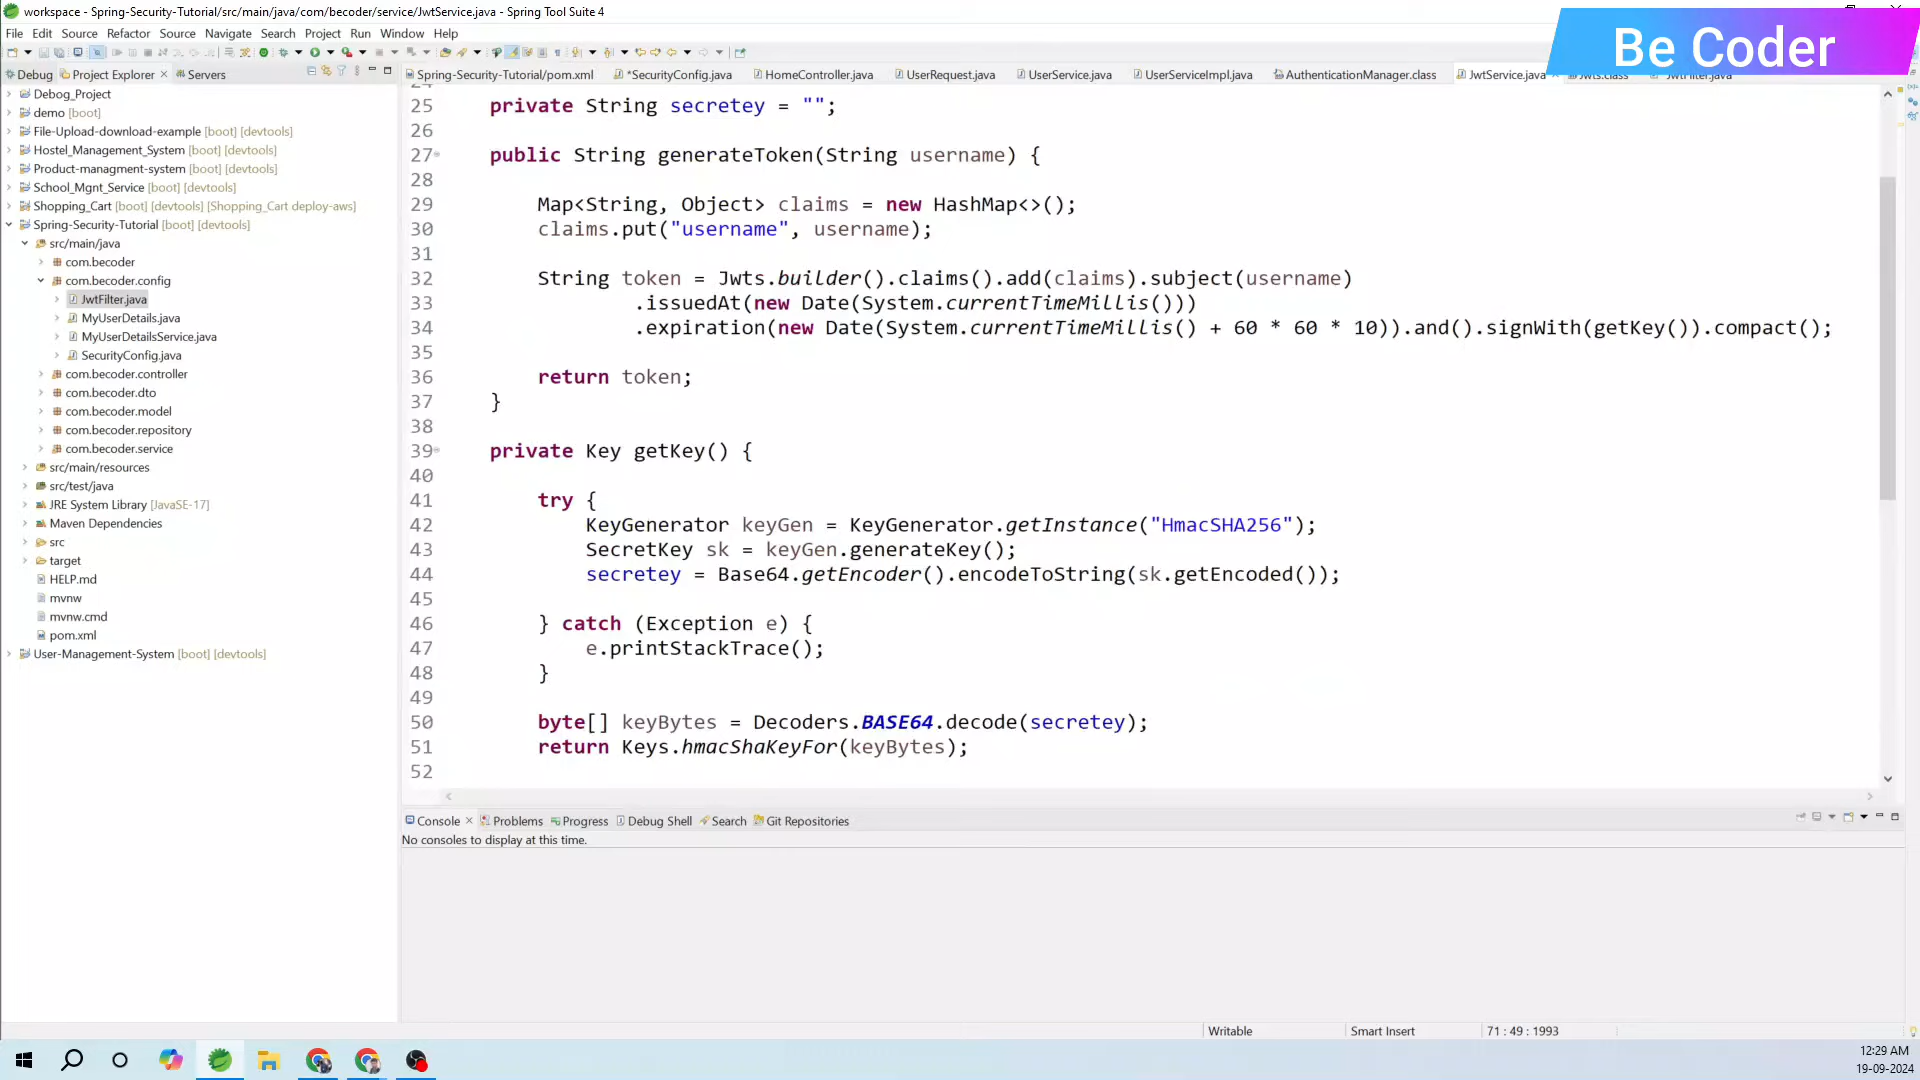 workspace - Spring-Security-Tutorial/src/main/java/com/becoder/service/JwtService.java - Spring Tool Suite 4
Be Coder
File Edit Source Refactor Source Navigate Search Project Run Window Help
Debug Project Explorer Servers
Spring-Security-Tutorial/pom.xml *SecurityConfig.java HomeController.java UserRequest.java UserService.java UserServiceImpl.java AuthenticationManager.class JwtService.java Jwts.class JwtFilter.java
Debog_Project
demo [boot]
File-Upload-download-example [boot] [devtools]
Hostel_Management_System [boot] [devtools]
Product-managment-system [boot] [devtools]
School_Mgnt_Service [boot] [devtools]
Shopping_Cart [boot] [devtools] [Shopping_Cart deploy-aws]
Spring-Security-Tutorial [boot] [devtools]
src/main/java
com.becoder
com.becoder.config
JwtFilter.java
MyUserDetails.java
MyUserDetailsService.java
SecurityConfig.java
com.becoder.controller
com.becoder.dto
com.becoder.model
com.becoder.repository
com.becoder.service
src/main/resources
src/test/java
JRE System Library [JavaSE-17]
Maven Dependencies
src
target
HELP.md
mvnw
mvnw.cmd
pom.xml
User-Management-System [boot] [devtools]
24
25 private String secretey = "";
26
27 public String generateToken(String username) {
28
29 Map<String, Object> claims = new HashMap<>();
30 claims.put("username", username);
31
32 String token = Jwts.builder().claims().add(claims).subject(username)
33 .issuedAt(new Date(System.currentTimeMillis()))
34 .expiration(new Date(System.currentTimeMillis() + 60 * 60 * 10)).and().signWith(getKey()).compact();
35
36 return token;
37 }
38
39 private Key getKey() {
40
41 try {
42 KeyGenerator keyGen = KeyGenerator.getInstance("HmacSHA256");
43 SecretKey sk = keyGen.generateKey();
44 secretey = Base64.getEncoder().encodeToString(sk.getEncoded());
45
46 } catch (Exception e) {
47 e.printStackTrace();
48 }
49
50 byte[] keyBytes = Decoders.BASE64.decode(secretey);
51 return Keys.hmacShaKeyFor(keyBytes);
52
Console Problems Progress Debug Shell Search Git Repositories
No consoles to display at this time.
Writable Smart Insert 71 : 49 : 1993
12:29 AM
19-09-2024